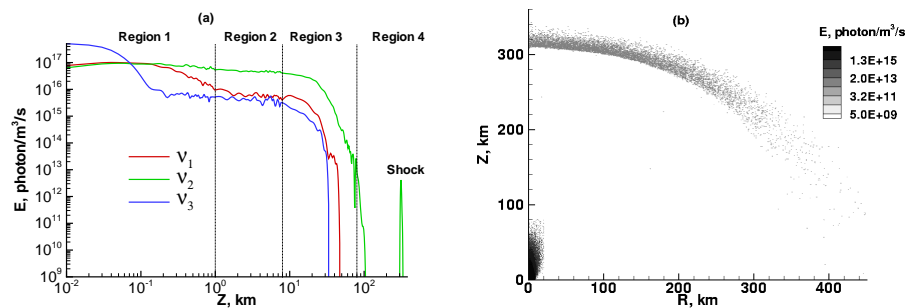 (a)
Region 1 Region 2 Region 3 Region 4
E, photon/m³/s
10¹⁷
10¹⁶
10¹⁵
10¹⁴
10¹³
10¹²
10¹¹
10¹⁰
10⁹
ν₁
ν₂
ν₃
Shock
10⁻² 10⁻¹ 10⁰ 10¹ 10²
Z, km
(b)
E, photon/m³/s
1.3E+15
2.0E+13
3.2E+11
5.0E+09
Z, km
300
200
100
0
0 100 200 300 400
R, km